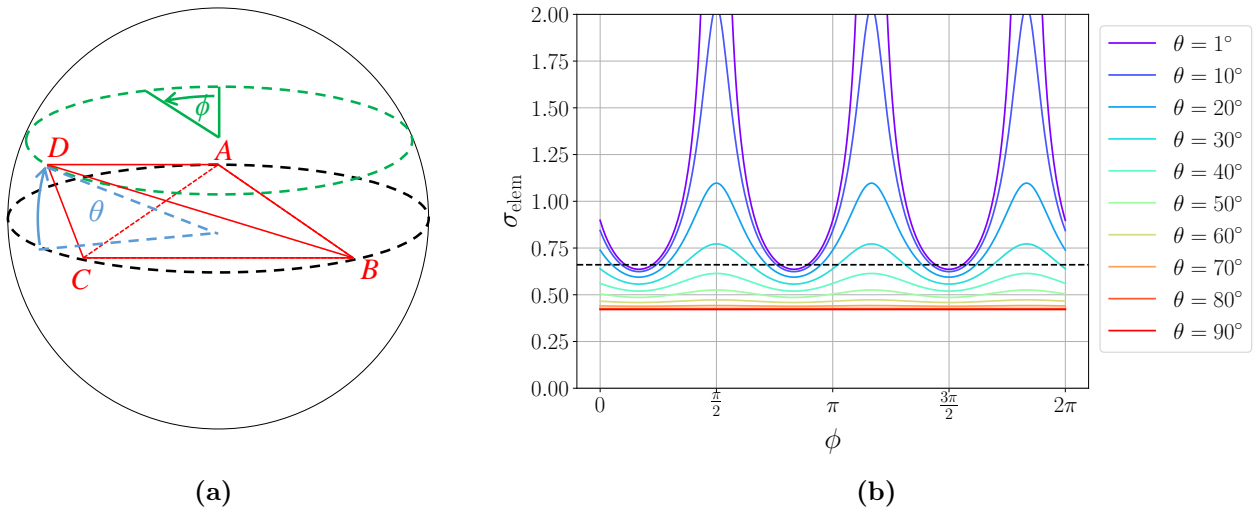 ϕ
D
A
θ
C
B
(a)
2.00
1.75
1.50
1.25
1.00
0.75
0.50
0.25
0.00
σ_elem
0
π/2
π
3π/2
2π
ϕ
θ = 1°
θ = 10°
θ = 20°
θ = 30°
θ = 40°
θ = 50°
θ = 60°
θ = 70°
θ = 80°
θ = 90°
(b)